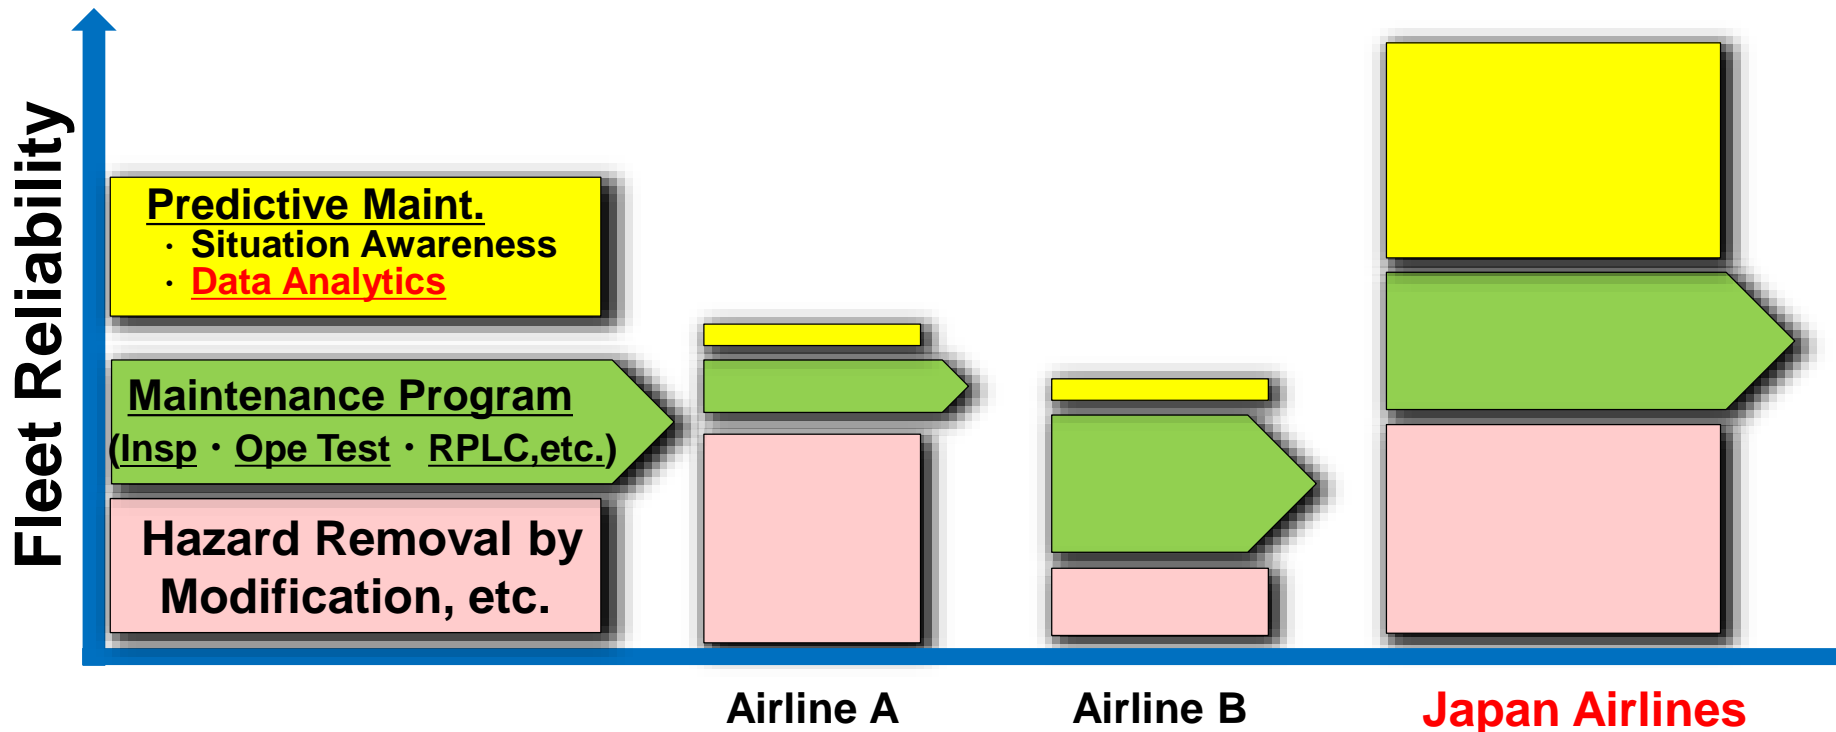 Fleet Reliability
Predictive Maint.
・ Situation Awareness
・ Data Analytics
Maintenance Program
(Insp・Ope Test・RPLC,etc.)
Hazard Removal by
Modification, etc.
Airline A
Airline B
Japan Airlines